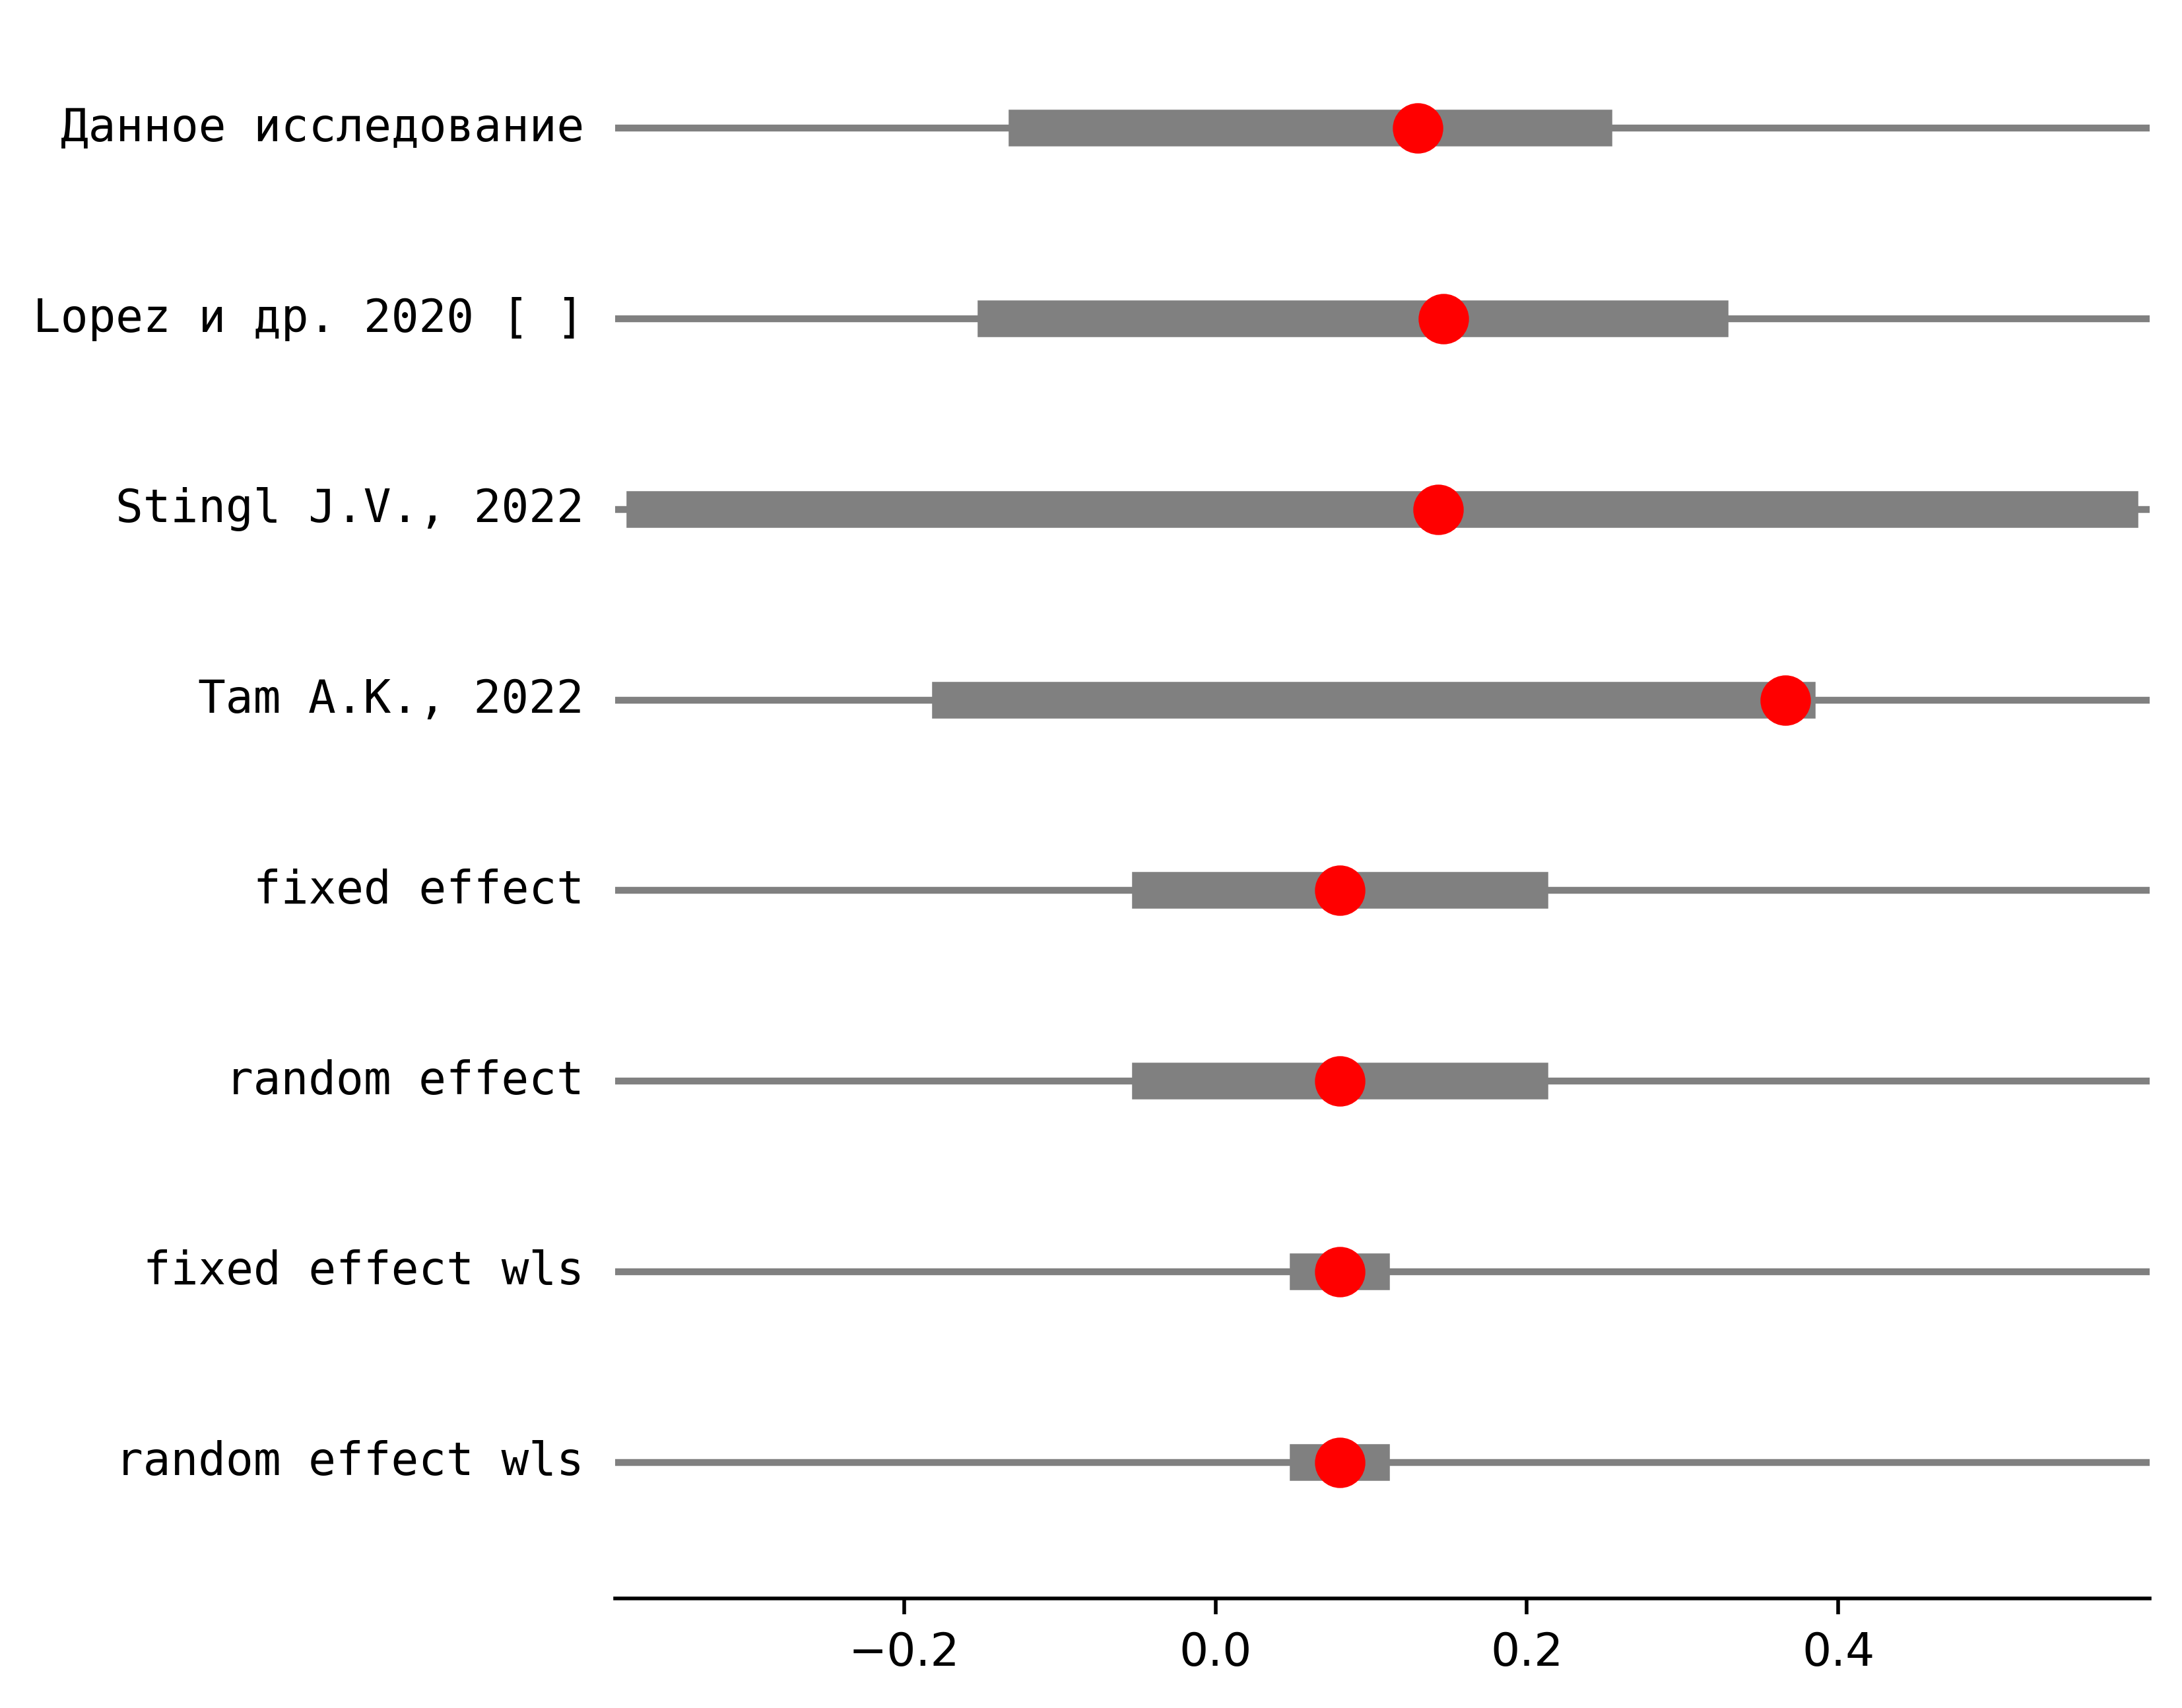 Данное исследование
Lopez и др. 2020 [ ]
Stingl J.V., 2022
Tam A.K., 2022
fixed effect
random effect
fixed effect wls
random effect wls
−0.2 0.0 0.2 0.4